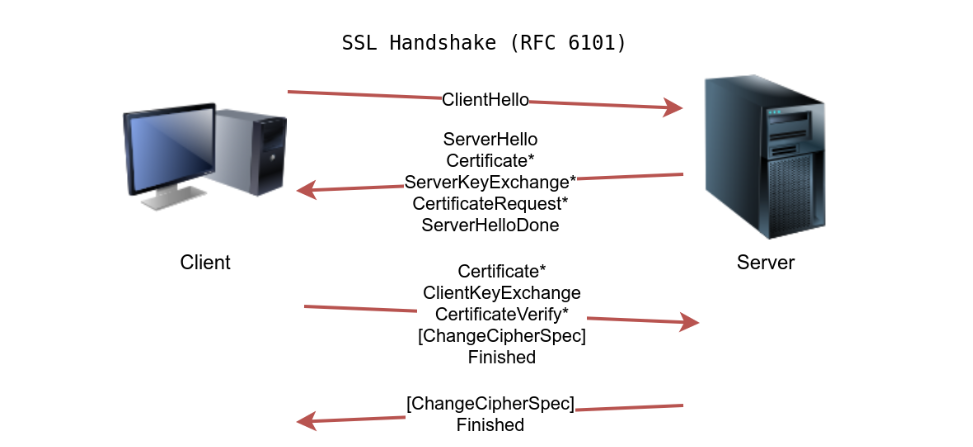 SSL Handshake (RFC 6101)
ClientHello
ServerHello
Certificate*
ServerKeyExchange*
CertificateRequest*
ServerHelloDone
Client
Server
Certificate*
ClientKeyExchange
CertificateVerify*
[ChangeCipherSpec]
Finished
[ChangeCipherSpec]
Finished